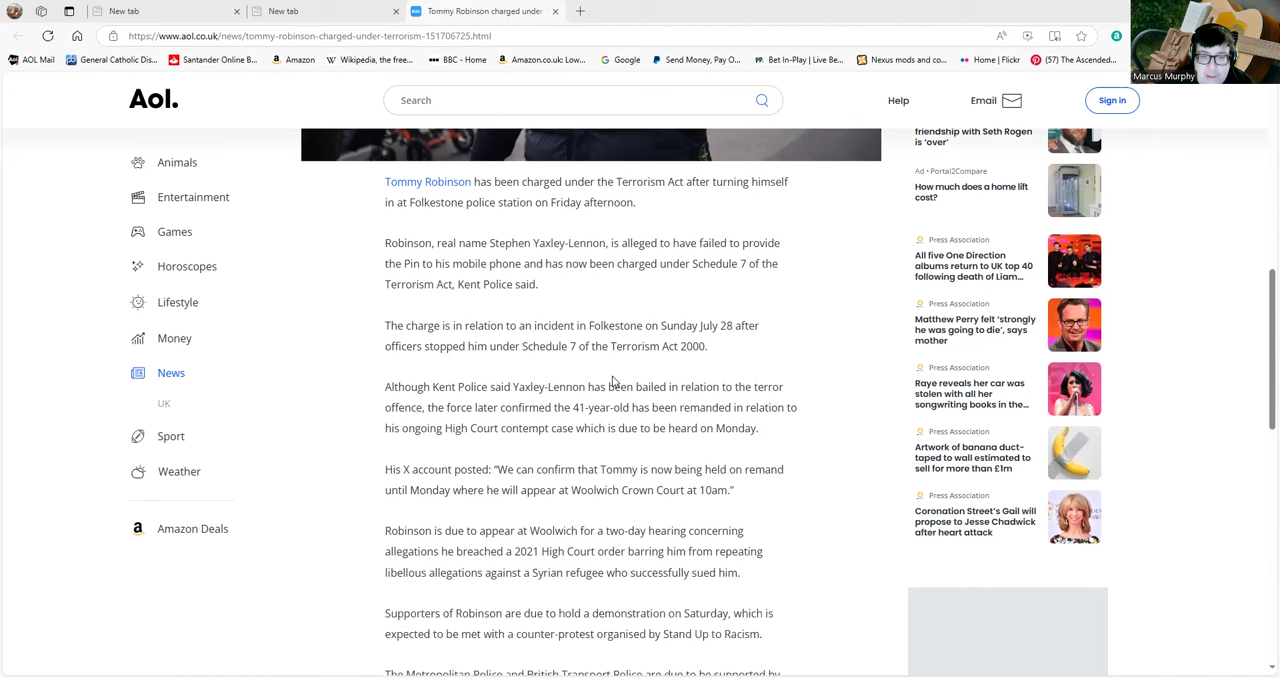 New tab
New tab
Tommy Robinson charged under
https://www.aol.co.uk/news/tommy-robinson-charged-under-terrorism-151706725.html
Aol. AOL Mail
General Catholic Dis...
Santander Online B...
Amazon
Wikipedia, the free...
BBC - Home
Amazon.co.uk: Low...
Google
Send Money, Pay O...
PP. Bet In-Play | Live Be...
Nexus mods and co...
Home | Flickr
(57) The Ascended...
Marcus Murphy
Aol.
Search
Help
Email
Sign in
Animals
Entertainment
Games
Horoscopes
Lifestyle
Money
News
UK
Sport
Weather
Amazon Deals
Tommy Robinson has been charged under the Terrorism Act after turning himself
in at Folkestone police station on Friday afternoon.
Robinson, real name Stephen Yaxley-Lennon, is alleged to have failed to provide
the Pin to his mobile phone and has now been charged under Schedule 7 of the
Terrorism Act, Kent Police said.
The charge is in relation to an incident in Folkestone on Sunday July 28 after
officers stopped him under Schedule 7 of the Terrorism Act 2000.
Although Kent Police said Yaxley-Lennon has been bailed in relation to the terror
offence, the force later confirmed the 41-year-old has been remanded in relation to
his ongoing High Court contempt case which is due to be heard on Monday.
His X account posted: “We can confirm that Tommy is now being held on remand
until Monday where he will appear at Woolwich Crown Court at 10am.”
Robinson is due to appear at Woolwich for a two-day hearing concerning
allegations he breached a 2021 High Court order barring him from repeating
libellous allegations against a Syrian refugee who successfully sued him.
Supporters of Robinson are due to hold a demonstration on Saturday, which is
expected to be met with a counter-protest organised by Stand Up to Racism.
The Metropolitan Police and British Transport Police are due to be supported by
friendship with Seth Rogen
is ‘over’
Ad • Portal2Compare
How much does a home lift
cost?
Press Association
All five One Direction
albums return to UK top 40
following death of Liam...
Press Association
Matthew Perry felt ‘strongly
he was going to die’, says
mother
Press Association
Raye reveals her car was
stolen with all her
songwriting books in the...
Press Association
Artwork of banana duct-
taped to wall estimated to
sell for more than £1m
Press Association
Coronation Street’s Gail will
propose to Jesse Chadwick
after heart attack